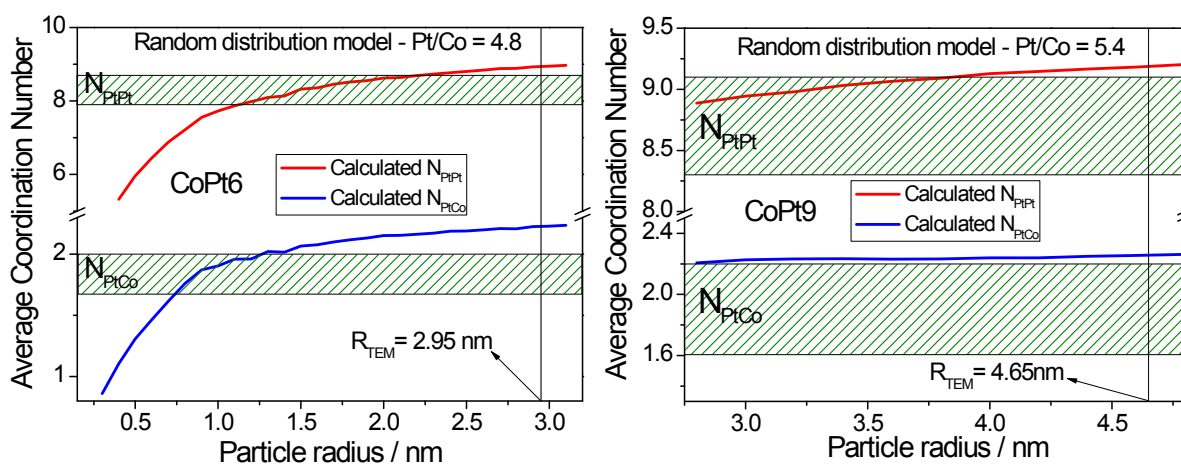 Average Coordination Number
10
8
6
2
1
Random distribution model - Pt/Co = 4.8
N_PtPt
Calculated N_PtPt
Calculated N_PtCo
CoPt6
N_PtCo
R_TEM = 2.95 nm
0.5 1.0 1.5 2.0 2.5 3.0
Particle radius / nm
Average Coordination Number
9.5
9.0
8.5
8.0
2.4
2.0
1.6
Random distribution model - Pt/Co = 5.4
N_PtPt
Calculated N_PtPt
Calculated N_PtCo
CoPt9
N_PtCo
R_TEM = 4.65nm
3.0 3.5 4.0 4.5
Particle radius / nm